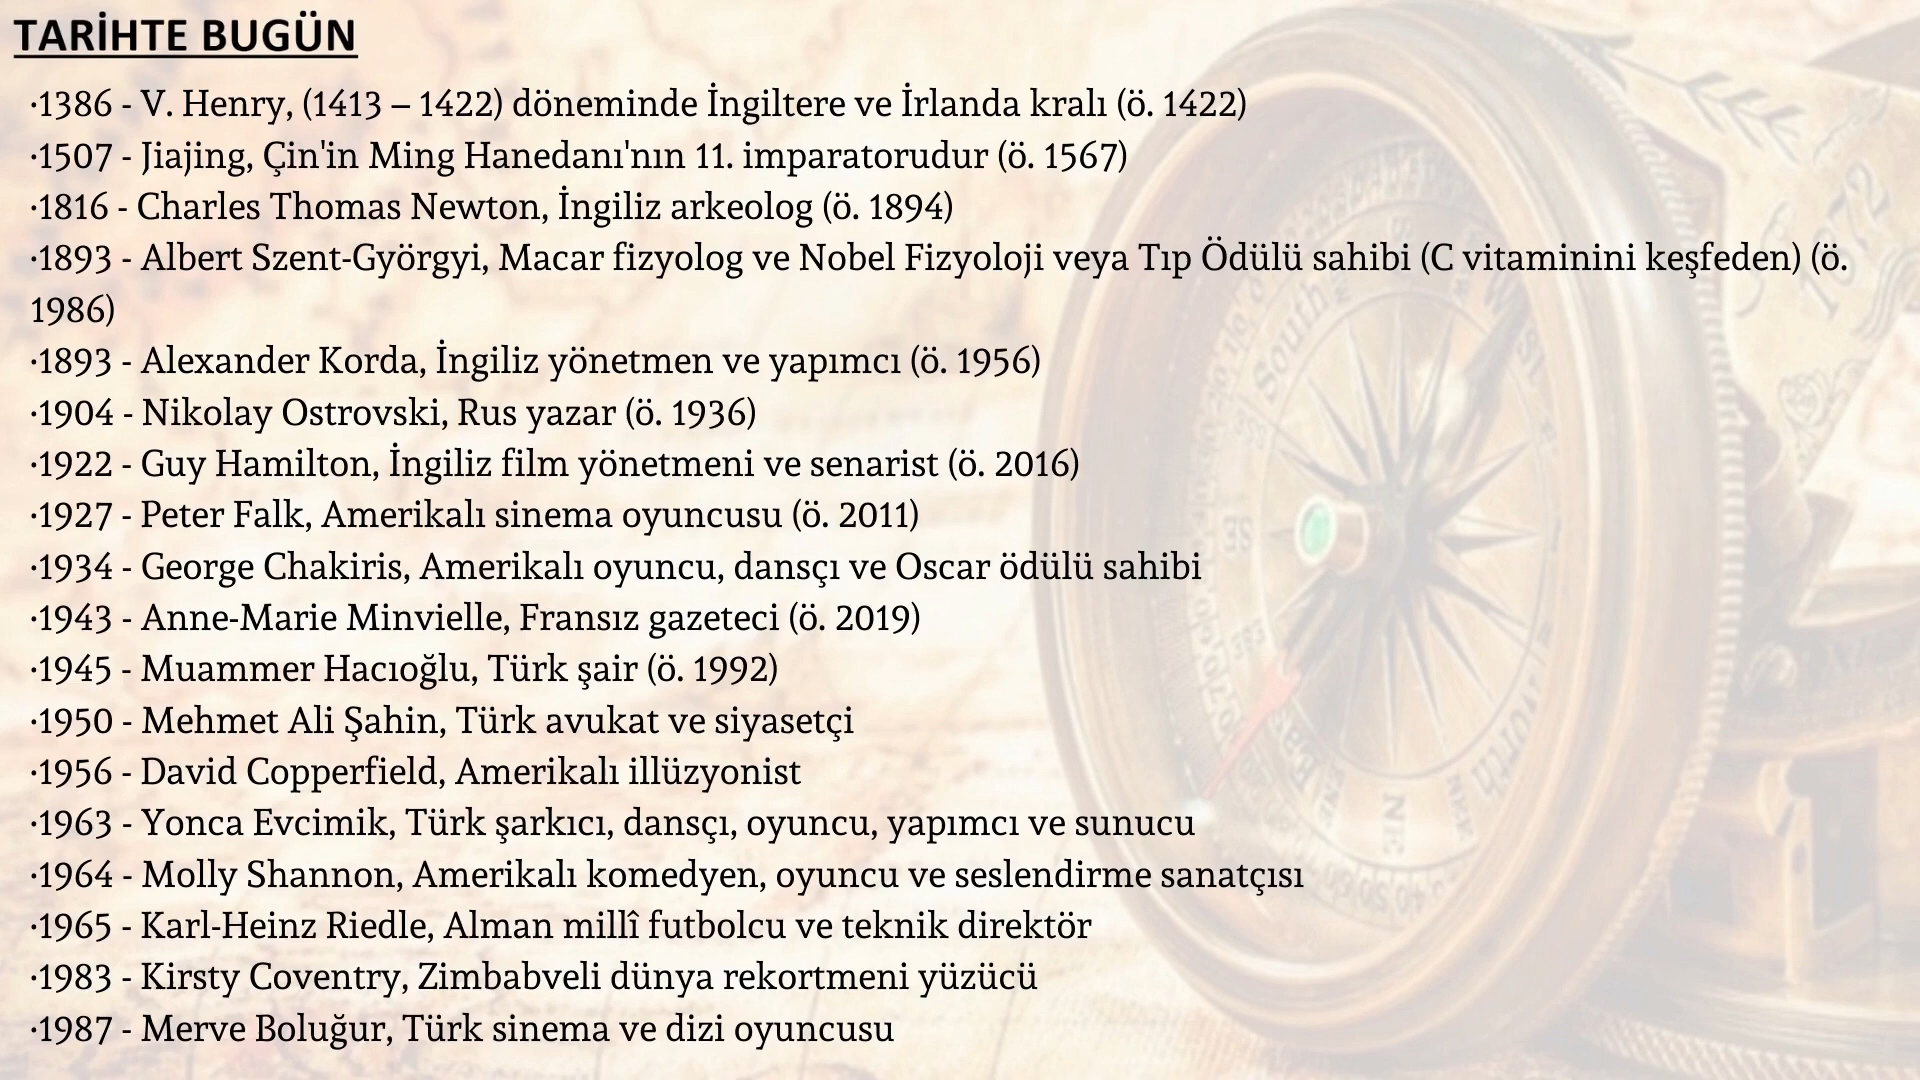 TARİHTE BUGÜN
·1386 - V. Henry, (1413 – 1422) döneminde İngiltere ve İrlanda kralı (ö. 1422)
·1507 - Jiajing, Çin'in Ming Hanedanı'nın 11. imparatorudur (ö. 1567)
·1816 - Charles Thomas Newton, İngiliz arkeolog (ö. 1894)
·1893 - Albert Szent-Györgyi, Macar fizyolog ve Nobel Fizyoloji veya Tıp Ödülü sahibi (C vitaminini keşfeden) (ö.
1986)
·1893 - Alexander Korda, İngiliz yönetmen ve yapımcı (ö. 1956)
·1904 - Nikolay Ostrovski, Rus yazar (ö. 1936)
·1922 - Guy Hamilton, İngiliz film yönetmeni ve senarist (ö. 2016)
·1927 - Peter Falk, Amerikalı sinema oyuncusu (ö. 2011)
·1934 - George Chakiris, Amerikalı oyuncu, dansçı ve Oscar ödülü sahibi
·1943 - Anne-Marie Minvielle, Fransız gazeteci (ö. 2019)
·1945 - Muammer Hacıoğlu, Türk şair (ö. 1992)
·1950 - Mehmet Ali Şahin, Türk avukat ve siyasetçi
·1956 - David Copperfield, Amerikalı illüzyonist
·1963 - Yonca Evcimik, Türk şarkıcı, dansçı, oyuncu, yapımcı ve sunucu
·1964 - Molly Shannon, Amerikalı komedyen, oyuncu ve seslendirme sanatçısı
·1965 - Karl-Heinz Riedle, Alman millî futbolcu ve teknik direktör
·1983 - Kirsty Coventry, Zimbabveli dünya rekortmeni yüzücü
·1987 - Merve Boluğur, Türk sinema ve dizi oyuncusu
South
West
North
SE
NE
NNE
ENE